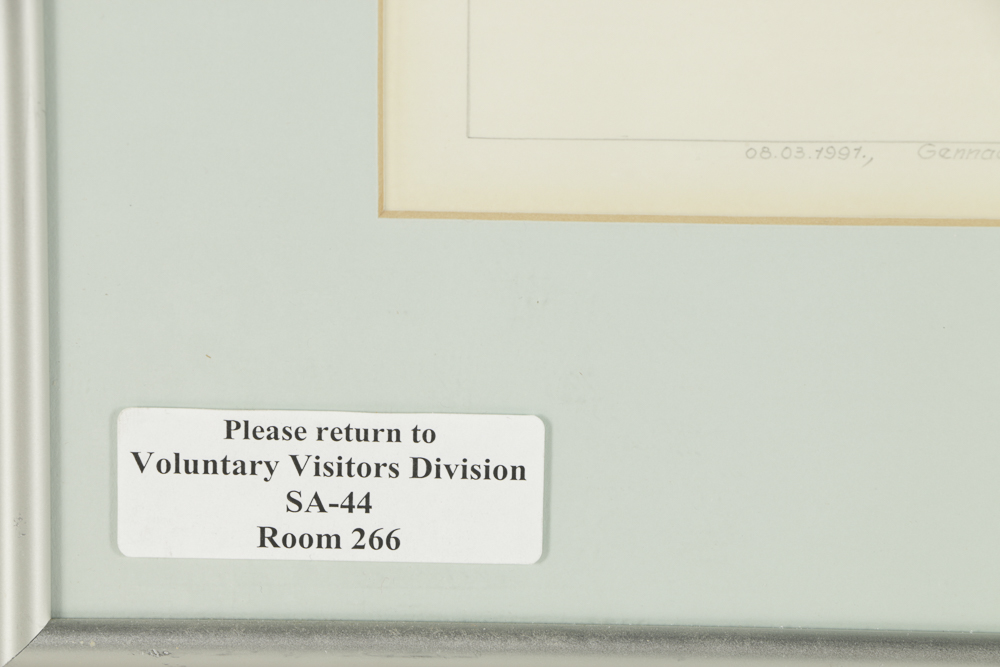 08.03.1991.,
Please return to
Voluntary Visitors Division
SA-44
Room 266